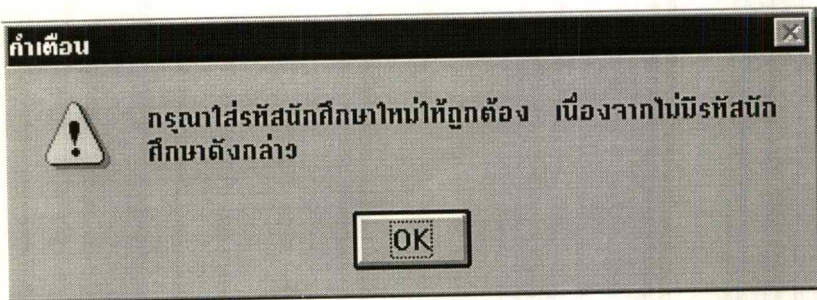 คำเตือน
กรุณาใส่รหัสนักศึกษาใหม่ให้ถูกต้อง เนื่องจากไม่มีรหัสนัก
ศึกษาดังกล่าว
OK